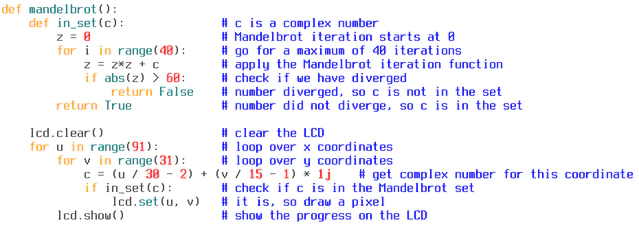 def mandelbrot():
    def in_set(c):            # c is a complex number
        z = 0                 # Mandelbrot iteration starts at 0
        for i in range(40):   # go for a maximum of 40 iterations
            z = z*z + c       # apply the Mandelbrot iteration function
            if abs(z) > 60:   # check if we have diverged
                return False  # number diverged, so c is not in the set
        return True           # number did not diverge, so c is in the set

    lcd.clear()               # clear the LCD
    for u in range(91):       # loop over x coordinates
        for v in range(31):   # loop over y coordinates
            c = (u / 30 - 2) + (v / 15 - 1) * 1j    # get complex number for this coordinate
            if in_set(c):     # check if c is in the Mandelbrot set
                lcd.set(u, v) # it is, so draw a pixel
        lcd.show()            # show the progress on the LCD